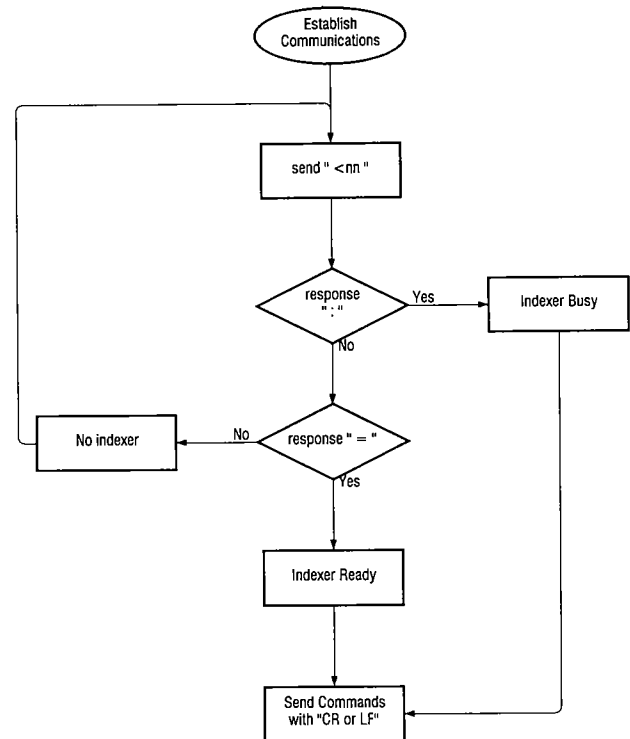 Establish
Communications
send " <nn "
response
" : "
Yes
Indexer Busy
No
No indexer
No
response " = "
Yes
Indexer Ready
Send Commands
with "CR or LF"